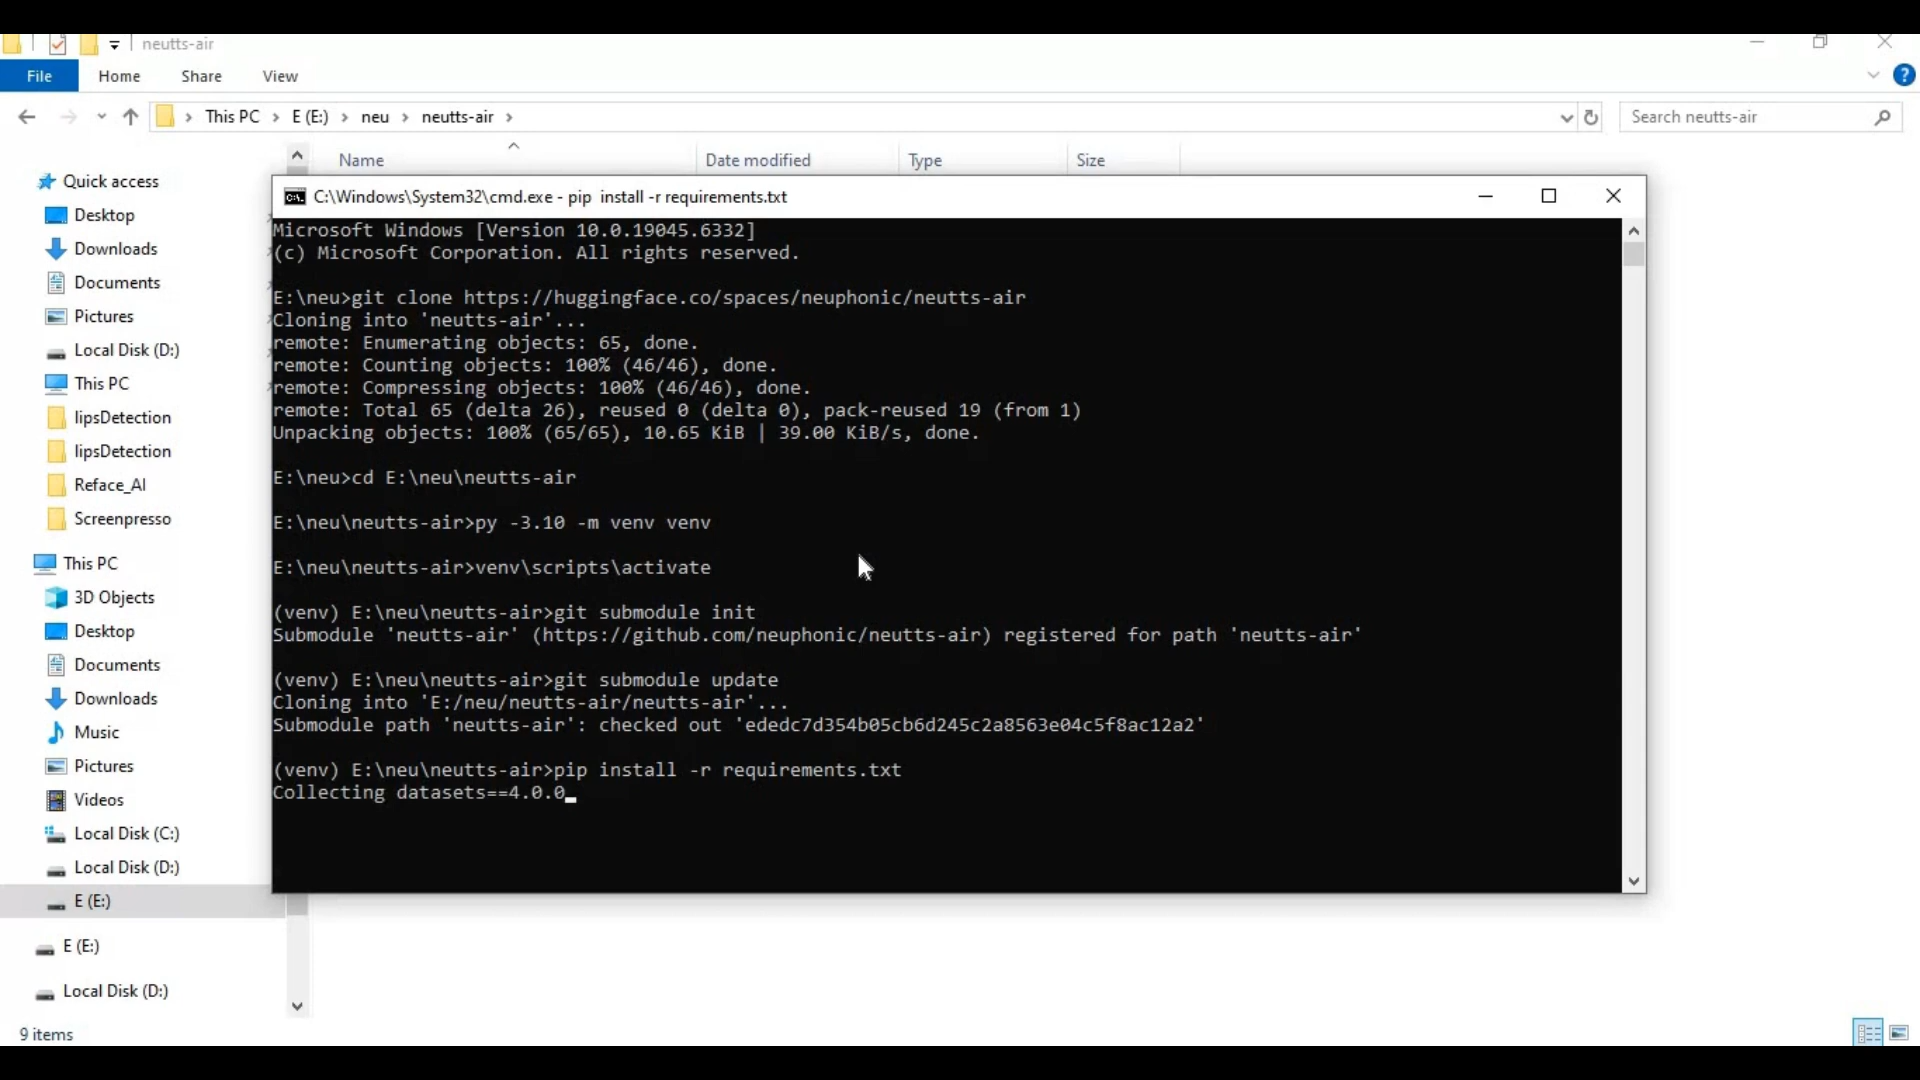 neutts-air
File Home Share View
This PC E (E:) neu neutts-air
Search neutts-air
Name Date modified Type Size
Quick access
Desktop
Downloads
Documents
Pictures
Local Disk (D:)
This PC
lipsDetection
lipsDetection
Reface_AI
Screenpresso
This PC
3D Objects
Desktop
Documents
Downloads
Music
Pictures
Videos
Local Disk (C:)
Local Disk (D:)
E (E:)
E (E:)
Local Disk (D:)
9 items
C:\Windows\System32\cmd.exe - pip  install -r requirements.txt
Microsoft Windows [Version 10.0.19045.6332]
(c) Microsoft Corporation. All rights reserved.
E:\neu>git clone https://huggingface.co/spaces/neuphonic/neutts-air
Cloning into 'neutts-air'...
remote: Enumerating objects: 65, done.
remote: Counting objects: 100% (46/46), done.
remote: Compressing objects: 100% (46/46), done.
remote: Total 65 (delta 26), reused 0 (delta 0), pack-reused 19 (from 1)
Unpacking objects: 100% (65/65), 10.65 KiB | 39.00 KiB/s, done.
E:\neu>cd E:\neu\neutts-air
E:\neu\neutts-air>py -3.10 -m venv venv
E:\neu\neutts-air>venv\scripts\activate
(venv) E:\neu\neutts-air>git submodule init
Submodule 'neutts-air' (https://github.com/neuphonic/neutts-air) registered for path 'neutts-air'
(venv) E:\neu\neutts-air>git submodule update
Cloning into 'E:/neu/neutts-air/neutts-air'...
Submodule path 'neutts-air': checked out 'ededc7d354b05cb6d245c2a8563e04c5f8ac12a2'
(venv) E:\neu\neutts-air>pip install -r requirements.txt
Collecting datasets==4.0.0